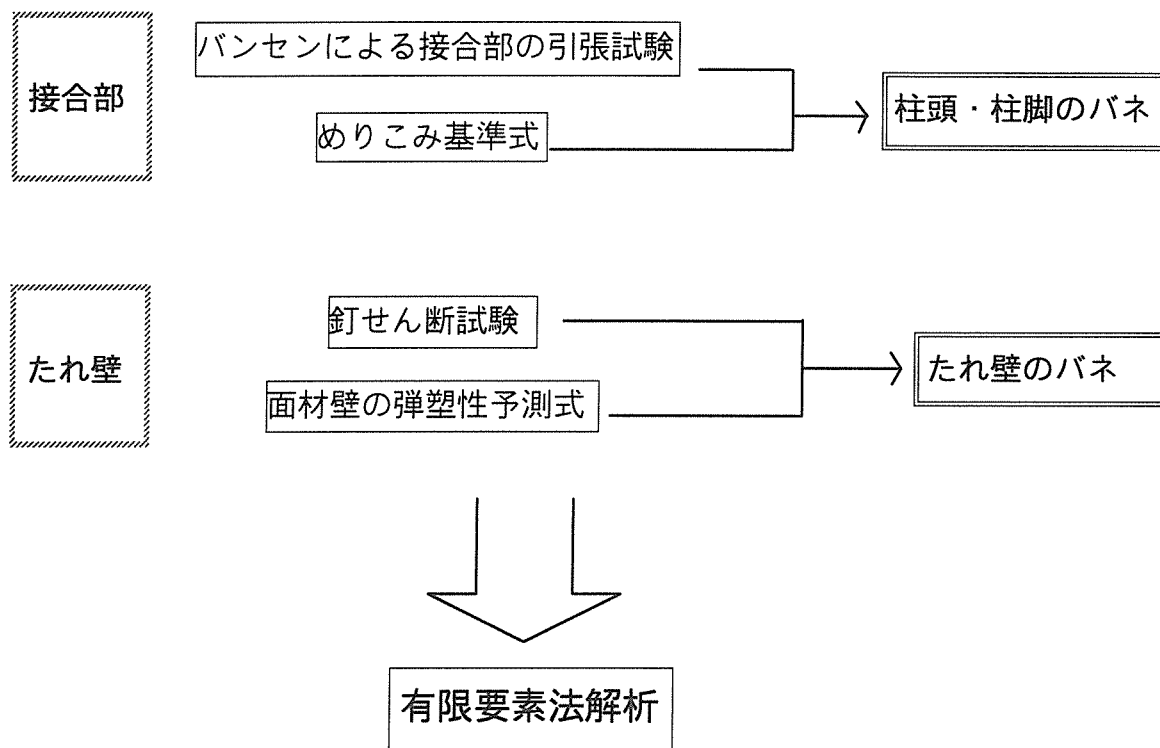 接合部
バンセンによる接合部の引張試験
めりこみ基準式
柱頭・柱脚のバネ
たれ壁
釘せん断試験
面材壁の弾塑性予測式
たれ壁のバネ
有限要素法解析